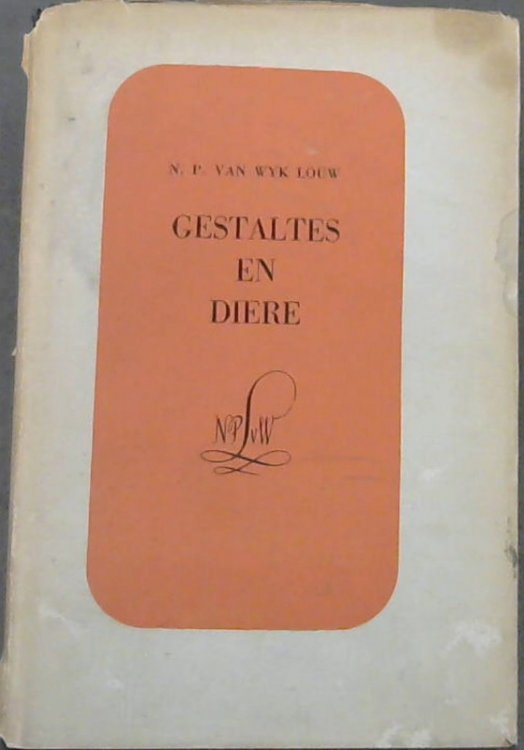 N. P. VAN WYK LOUW
GESTALTES
EN
DIERE
NPLvW